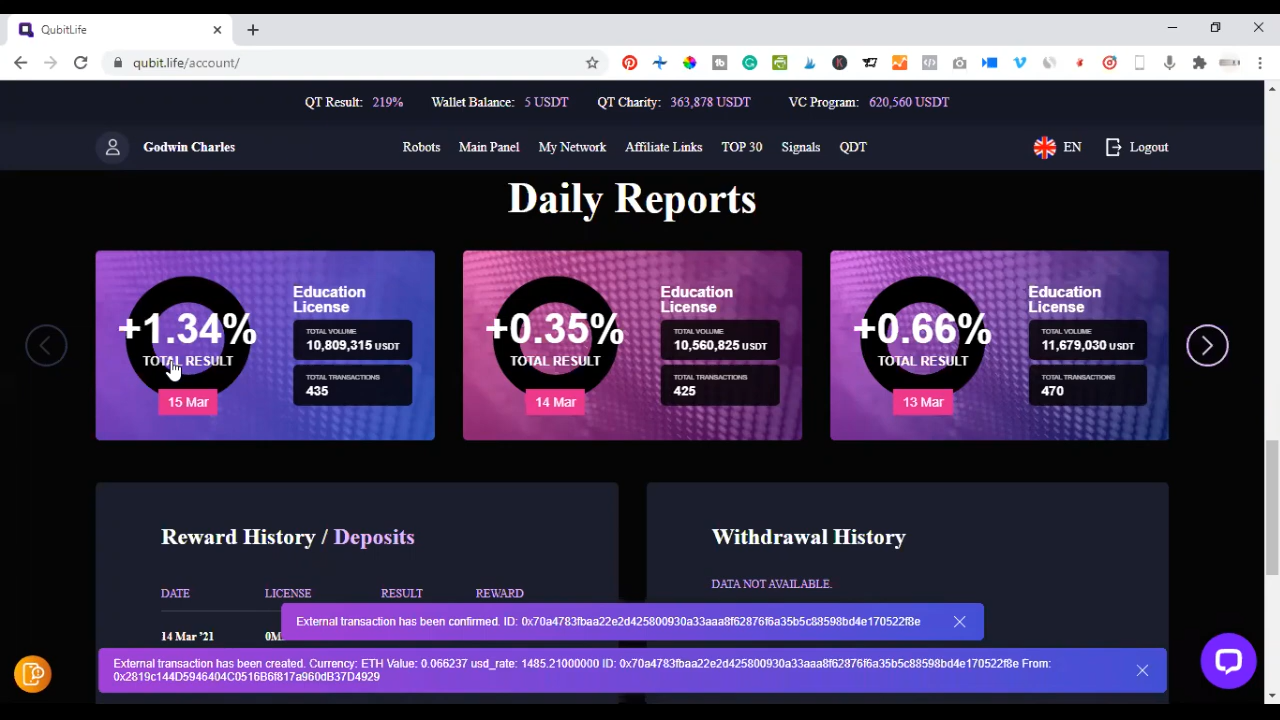 QubitLife
qubit.life/account/
QT Result: 219% Wallet Balance: 5 USDT QT Charity: 363,878 USDT VC Program: 620,560 USDT
Godwin Charles Robots Main Panel My Network Affiliate Links TOP 30 Signals QDT EN Logout
Daily Reports
+1.34%
TOTAL RESULT
15 Mar
Education
License
TOTAL VOLUME
10,809,315 USDT
TOTAL TRANSACTIONS
435
+0.35%
TOTAL RESULT
14 Mar
Education
License
TOTAL VOLUME
10,560,825 USDT
TOTAL TRANSACTIONS
425
+0.66%
TOTAL RESULT
13 Mar
Education
License
TOTAL VOLUME
11,679,030 USDT
TOTAL TRANSACTIONS
470
Reward History / Deposits
DATE LICENSE RESULT REWARD
14 Mar '21
Withdrawal History
DATA NOT AVAILABLE.
External transaction has been confirmed. ID: 0x70a4783fbaa22e2d425800930a33aaa8f62876f6a35b5c88598bd4e170522f8e
External transaction has been created. Currency: ETH Value: 0.066237 usd_rate: 1485.21000000 ID: 0x70a4783fbaa22e2d425800930a33aaa8f62876f6a35b5c88598bd4e170522f8e From:
0x2819c144D5946404C0516B6f817a960dB37D4929